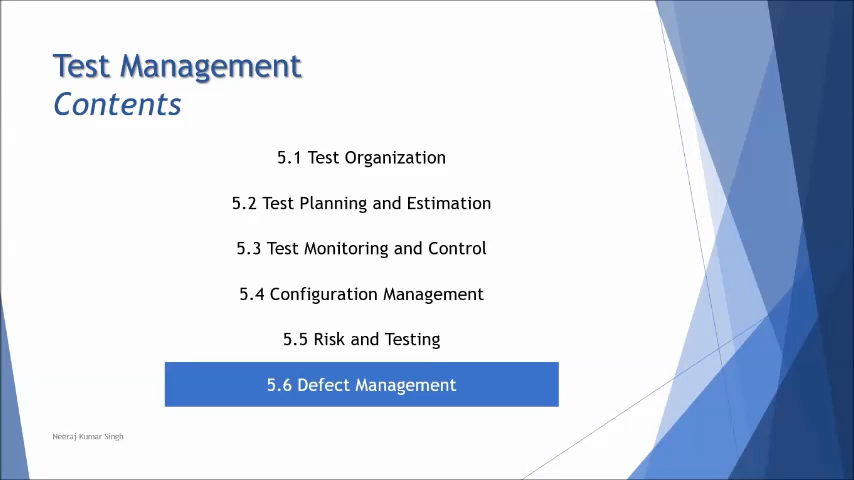 Test Management
Contents
5.1 Test Organization
5.2 Test Planning and Estimation
5.3 Test Monitoring and Control
5.4 Configuration Management
5.5 Risk and Testing
5.6 Defect Management
Neeraj Kumar Singh